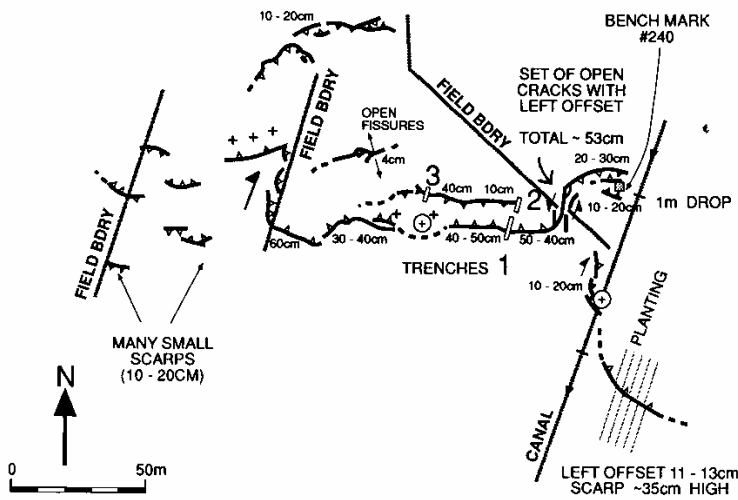 10 - 20cm
BENCH MARK
#240
SET OF OPEN
CRACKS WITH
LEFT OFFSET
TOTAL ~ 53cm
FIELD BDRY
FIELD BDRY
FIELD BDRY
OPEN
FISSURES
4cm
20 - 30cm
3
40cm
10cm
2
10 - 20cm
1m DROP
60cm
30 - 40cm
40 - 50cm
50 - 40cm
TRENCHES 1
10 - 20cm
MANY SMALL
SCARPS
(10 - 20CM)
PLANTING
N
CANAL
0
50m
LEFT OFFSET 11 - 13cm
SCARP ~35cm HIGH